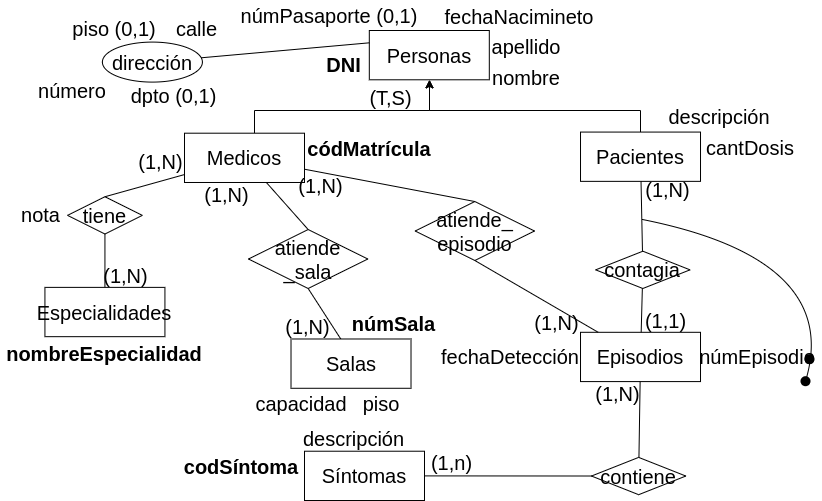 númPasaporte (0,1)
fechaNacimineto
piso (0,1)
calle
Personas
apellido
dirección
DNI
nombre
número
dpto (0,1)
(T,S)
descripción
Medicos
códMatrícula
Pacientes
cantDosis
(1,N)
(1,N)
(1,N)
(1,N)
nota
tiene
atiende_
episodio
atiende
_sala
contagia
(1,N)
Especialidades
(1,N)
númSala
(1,N)
(1,1)
nombreEspecialidad
Salas
fechaDetección
Episodios
númEpisodio
capacidad
piso
(1,N)
descripción
codSíntoma
Síntomas
(1,n)
contiene